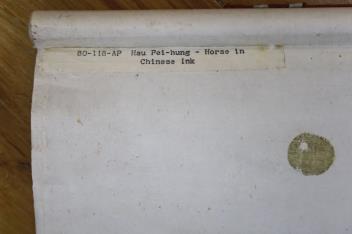 80-118-AP Hsu Pei-hung - Horse in
Chinese ink